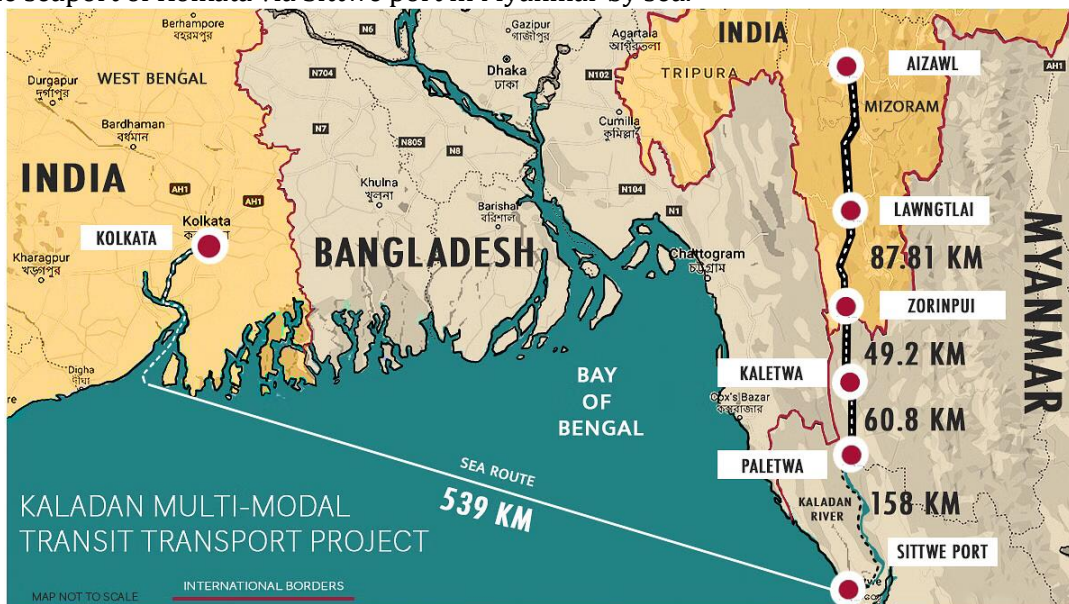 Berhampore
বহরমপুর
N6
Gazipur
গাজীপুর
Agartala
INDIA
AIZAWL
AH1
WEST BENGAL
Durgapur
দুর্গাপুর
N704
Dhaka
ঢাকা
N102
TRIPURA
MIZORAM
Bardhaman
বর্ধমান
N7
N805
N8
Cumilla
কুমিল্লা
INDIA
AH1
AH1
Khulna
খুলনা
N104
Barishal
বরিশাল
N1
LAWNGTLAI
Kolkata
KOLKATA
Kharagpur
খড়্গপুর
BANGLADESH
Chattogram
চট্টগ্রাম
87.81 KM
MYANMAR
ZORINPUI
49.2 KM
Digha
দীঘা
BAY
OF
BENGAL
KALETWA
Cox's Bazar
কক্সবাজার
60.8 KM
PALETWA
SEA ROUTE
539 KM
KALADAN
RIVER
158 KM
KALADAN MULTI-MODAL
TRANSIT TRANSPORT PROJECT
SITTWE PORT
INTERNATIONAL BORDERS
MAP NOT TO SCALE